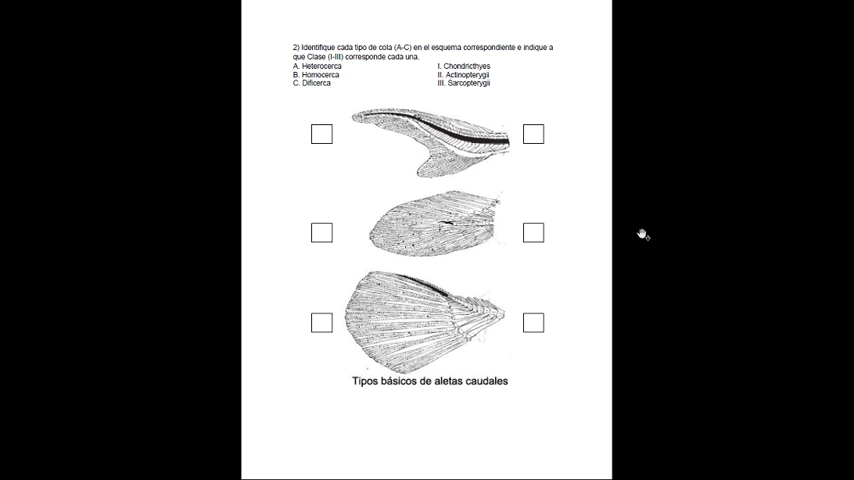 2) Identifique cada tipo de cola (A-C) en el esquema correspondiente e indique a
que Clase (I-III) corresponde cada una.
A. Heterocerca I. Chondricthyes
B. Homocerca II. Actinopterygii
C. Dificerca III. Sarcopterygii
Tipos básicos de aletas caudales